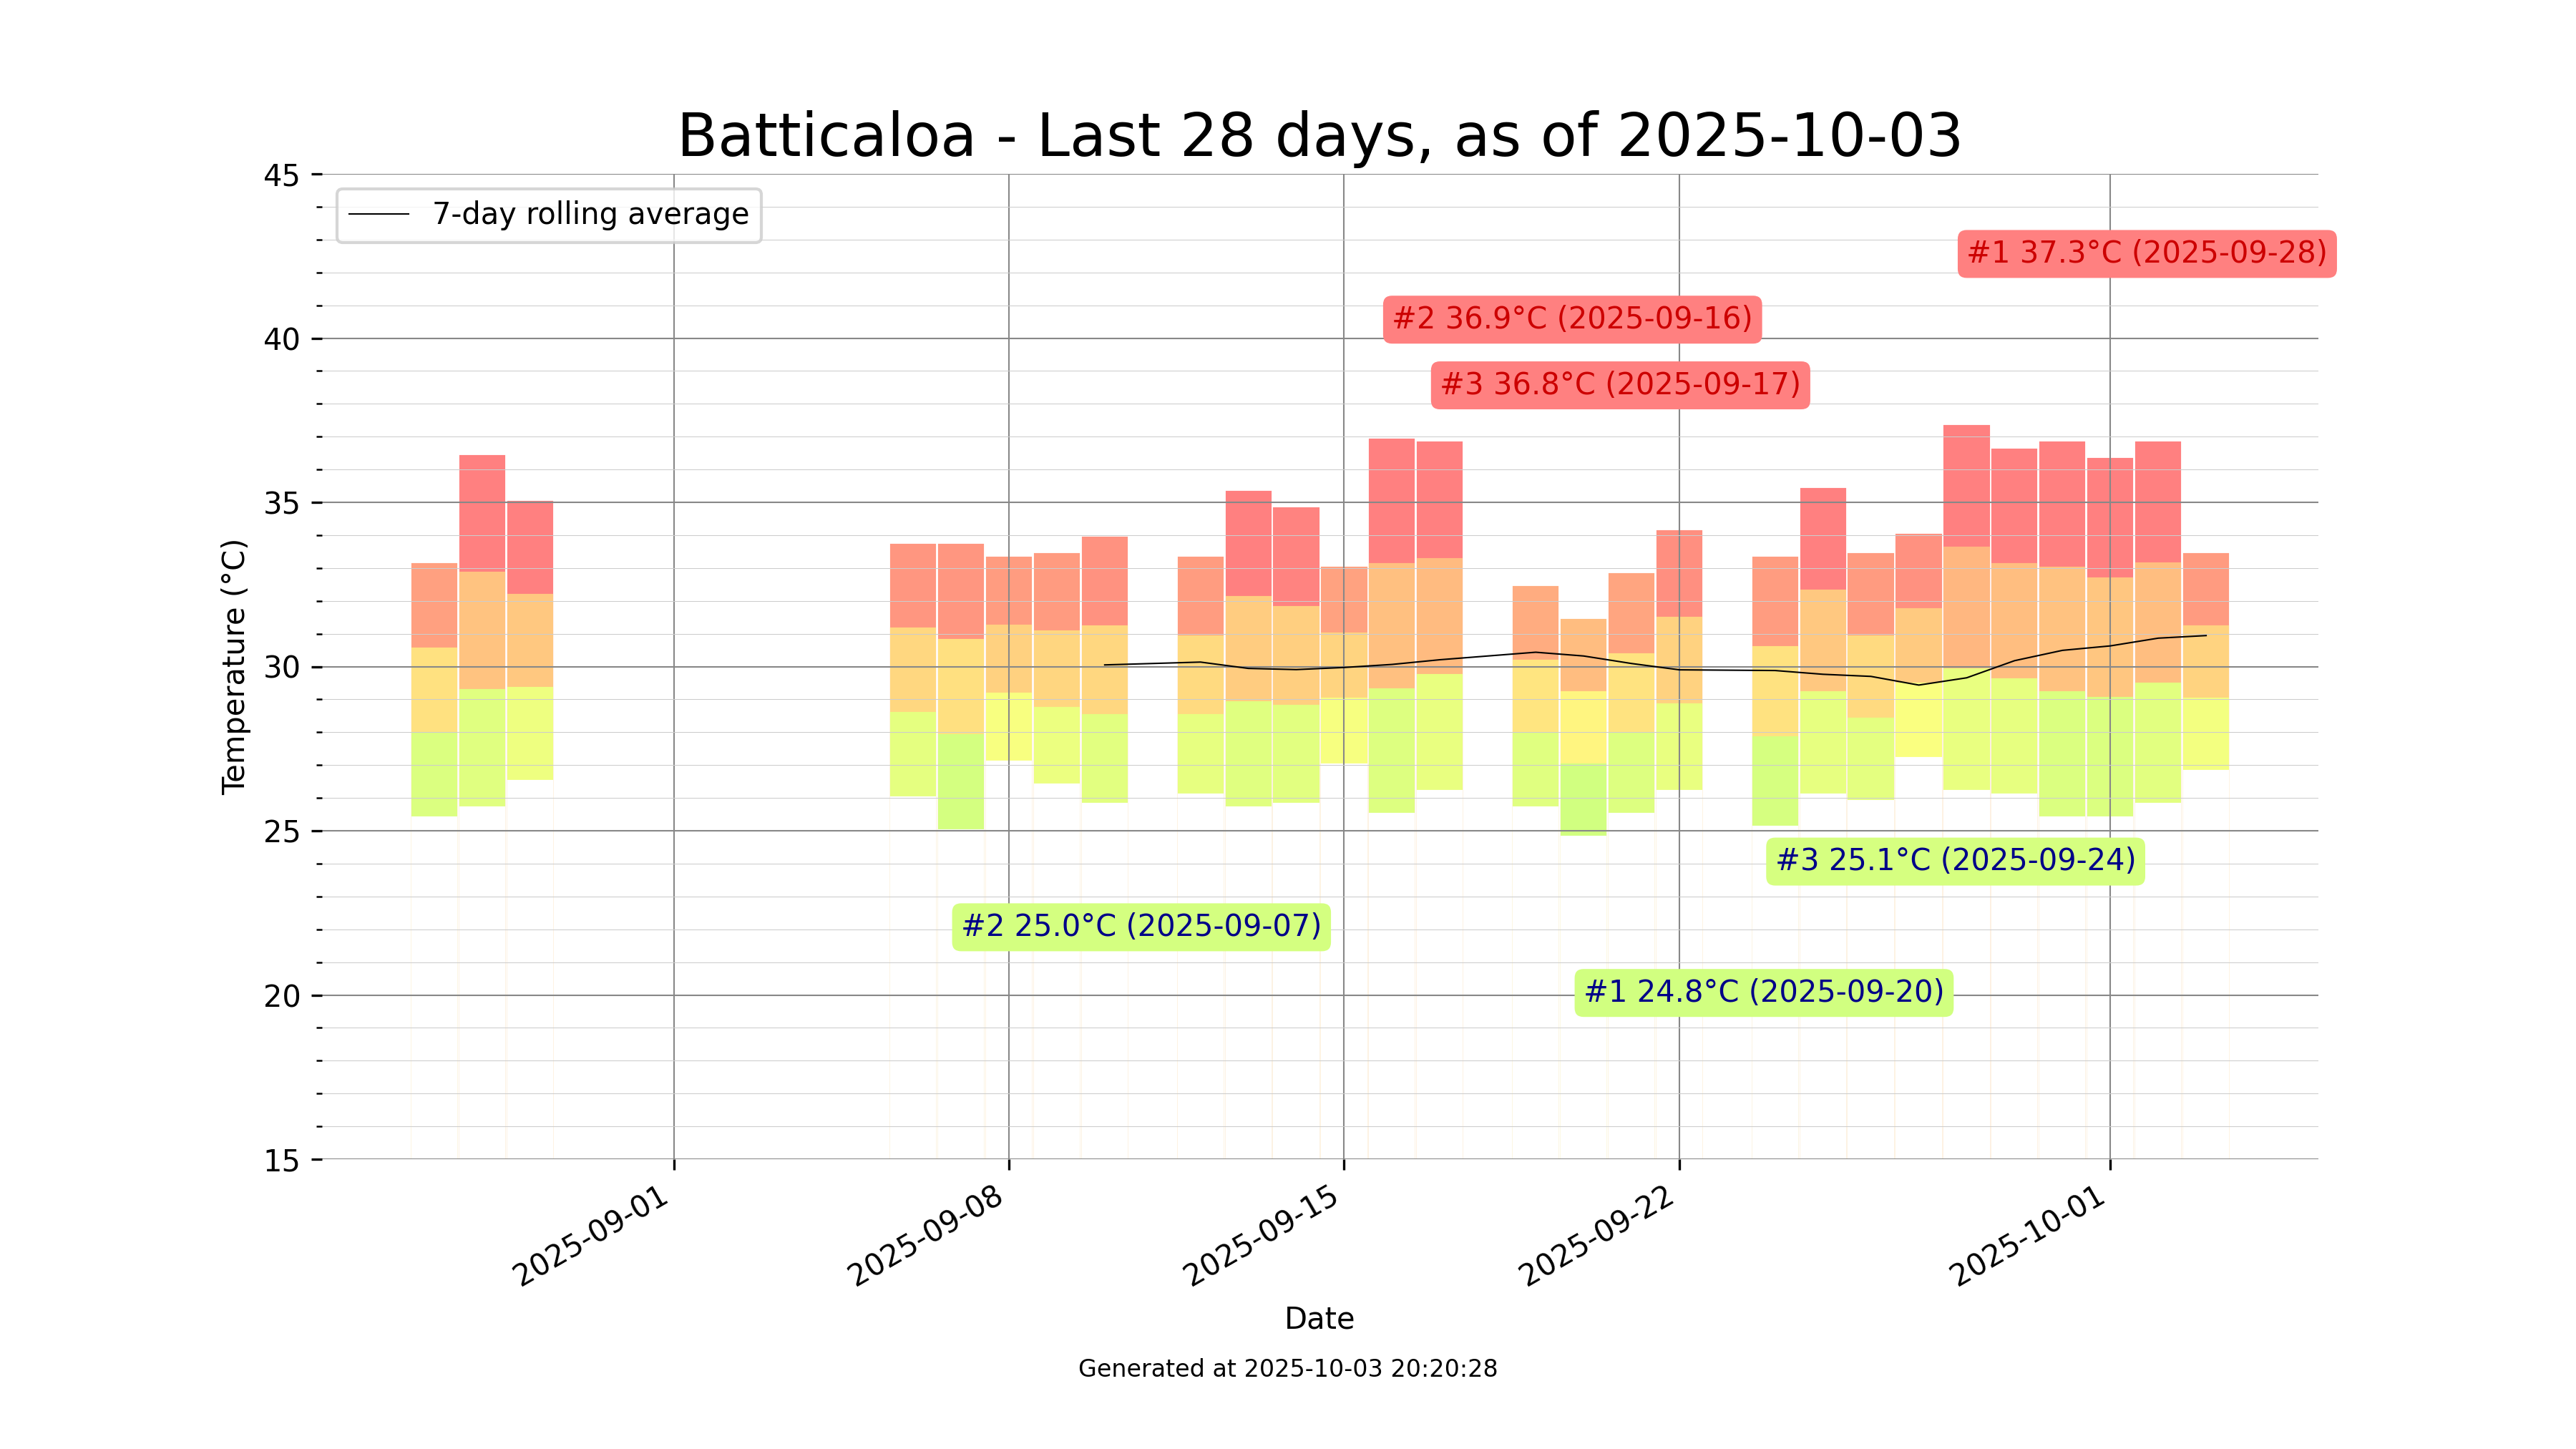 Batticaloa - Last 28 days, as of 2025-10-03
45
40
35
30
25
20
15
Temperature (°C)
7-day rolling average
#1 37.3°C (2025-09-28)
#2 36.9°C (2025-09-16)
#3 36.8°C (2025-09-17)
#3 25.1°C (2025-09-24)
#2 25.0°C (2025-09-07)
#1 24.8°C (2025-09-20)
2025-09-01
2025-09-08
2025-09-15
2025-09-22
2025-10-01
Date
Generated at 2025-10-03 20:20:28